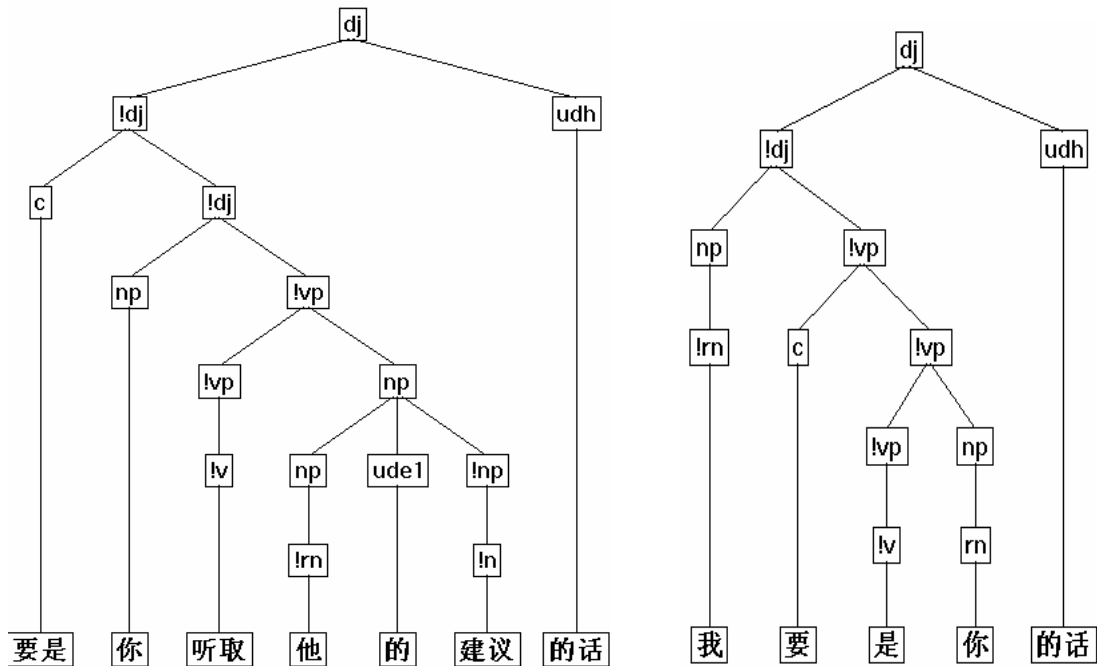 dj
!dj udh
c !dj
np !vp
!vp np
!v np ude1 !np
!rn !n
要是 你 听取 他 的 建议 的话
dj
!dj udh
np !vp
!rn c !vp
!vp np
!v rn
我 要 是 你 的话